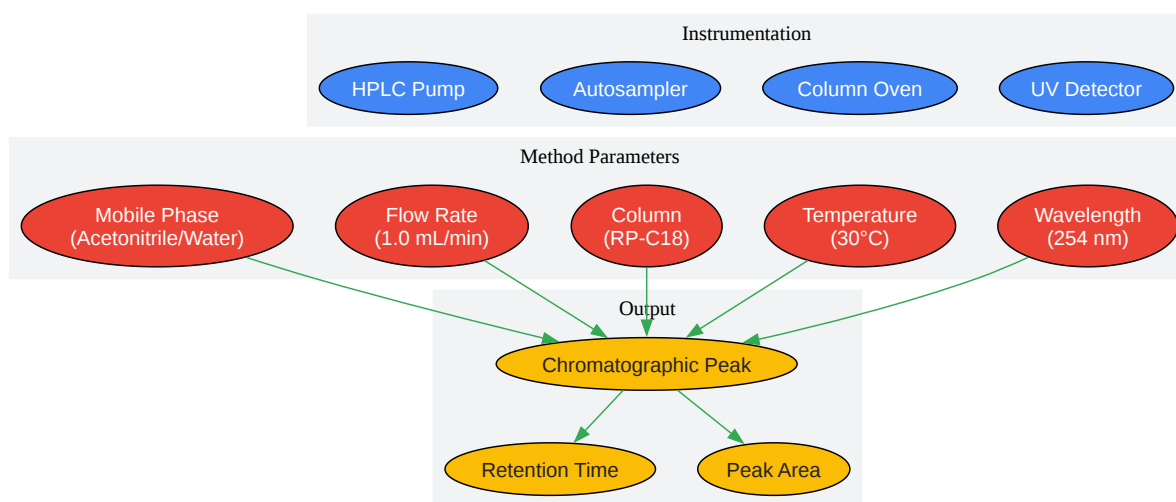 Instrumentation
HPLC Pump
Autosampler
Column Oven
UV Detector
Method Parameters
Mobile Phase
(Acetonitrile/Water)
Flow Rate
(1.0 mL/min)
Column
(RP-C18)
Temperature
(30°C)
Wavelength
(254 nm)
Output
Chromatographic Peak
Retention Time
Peak Area